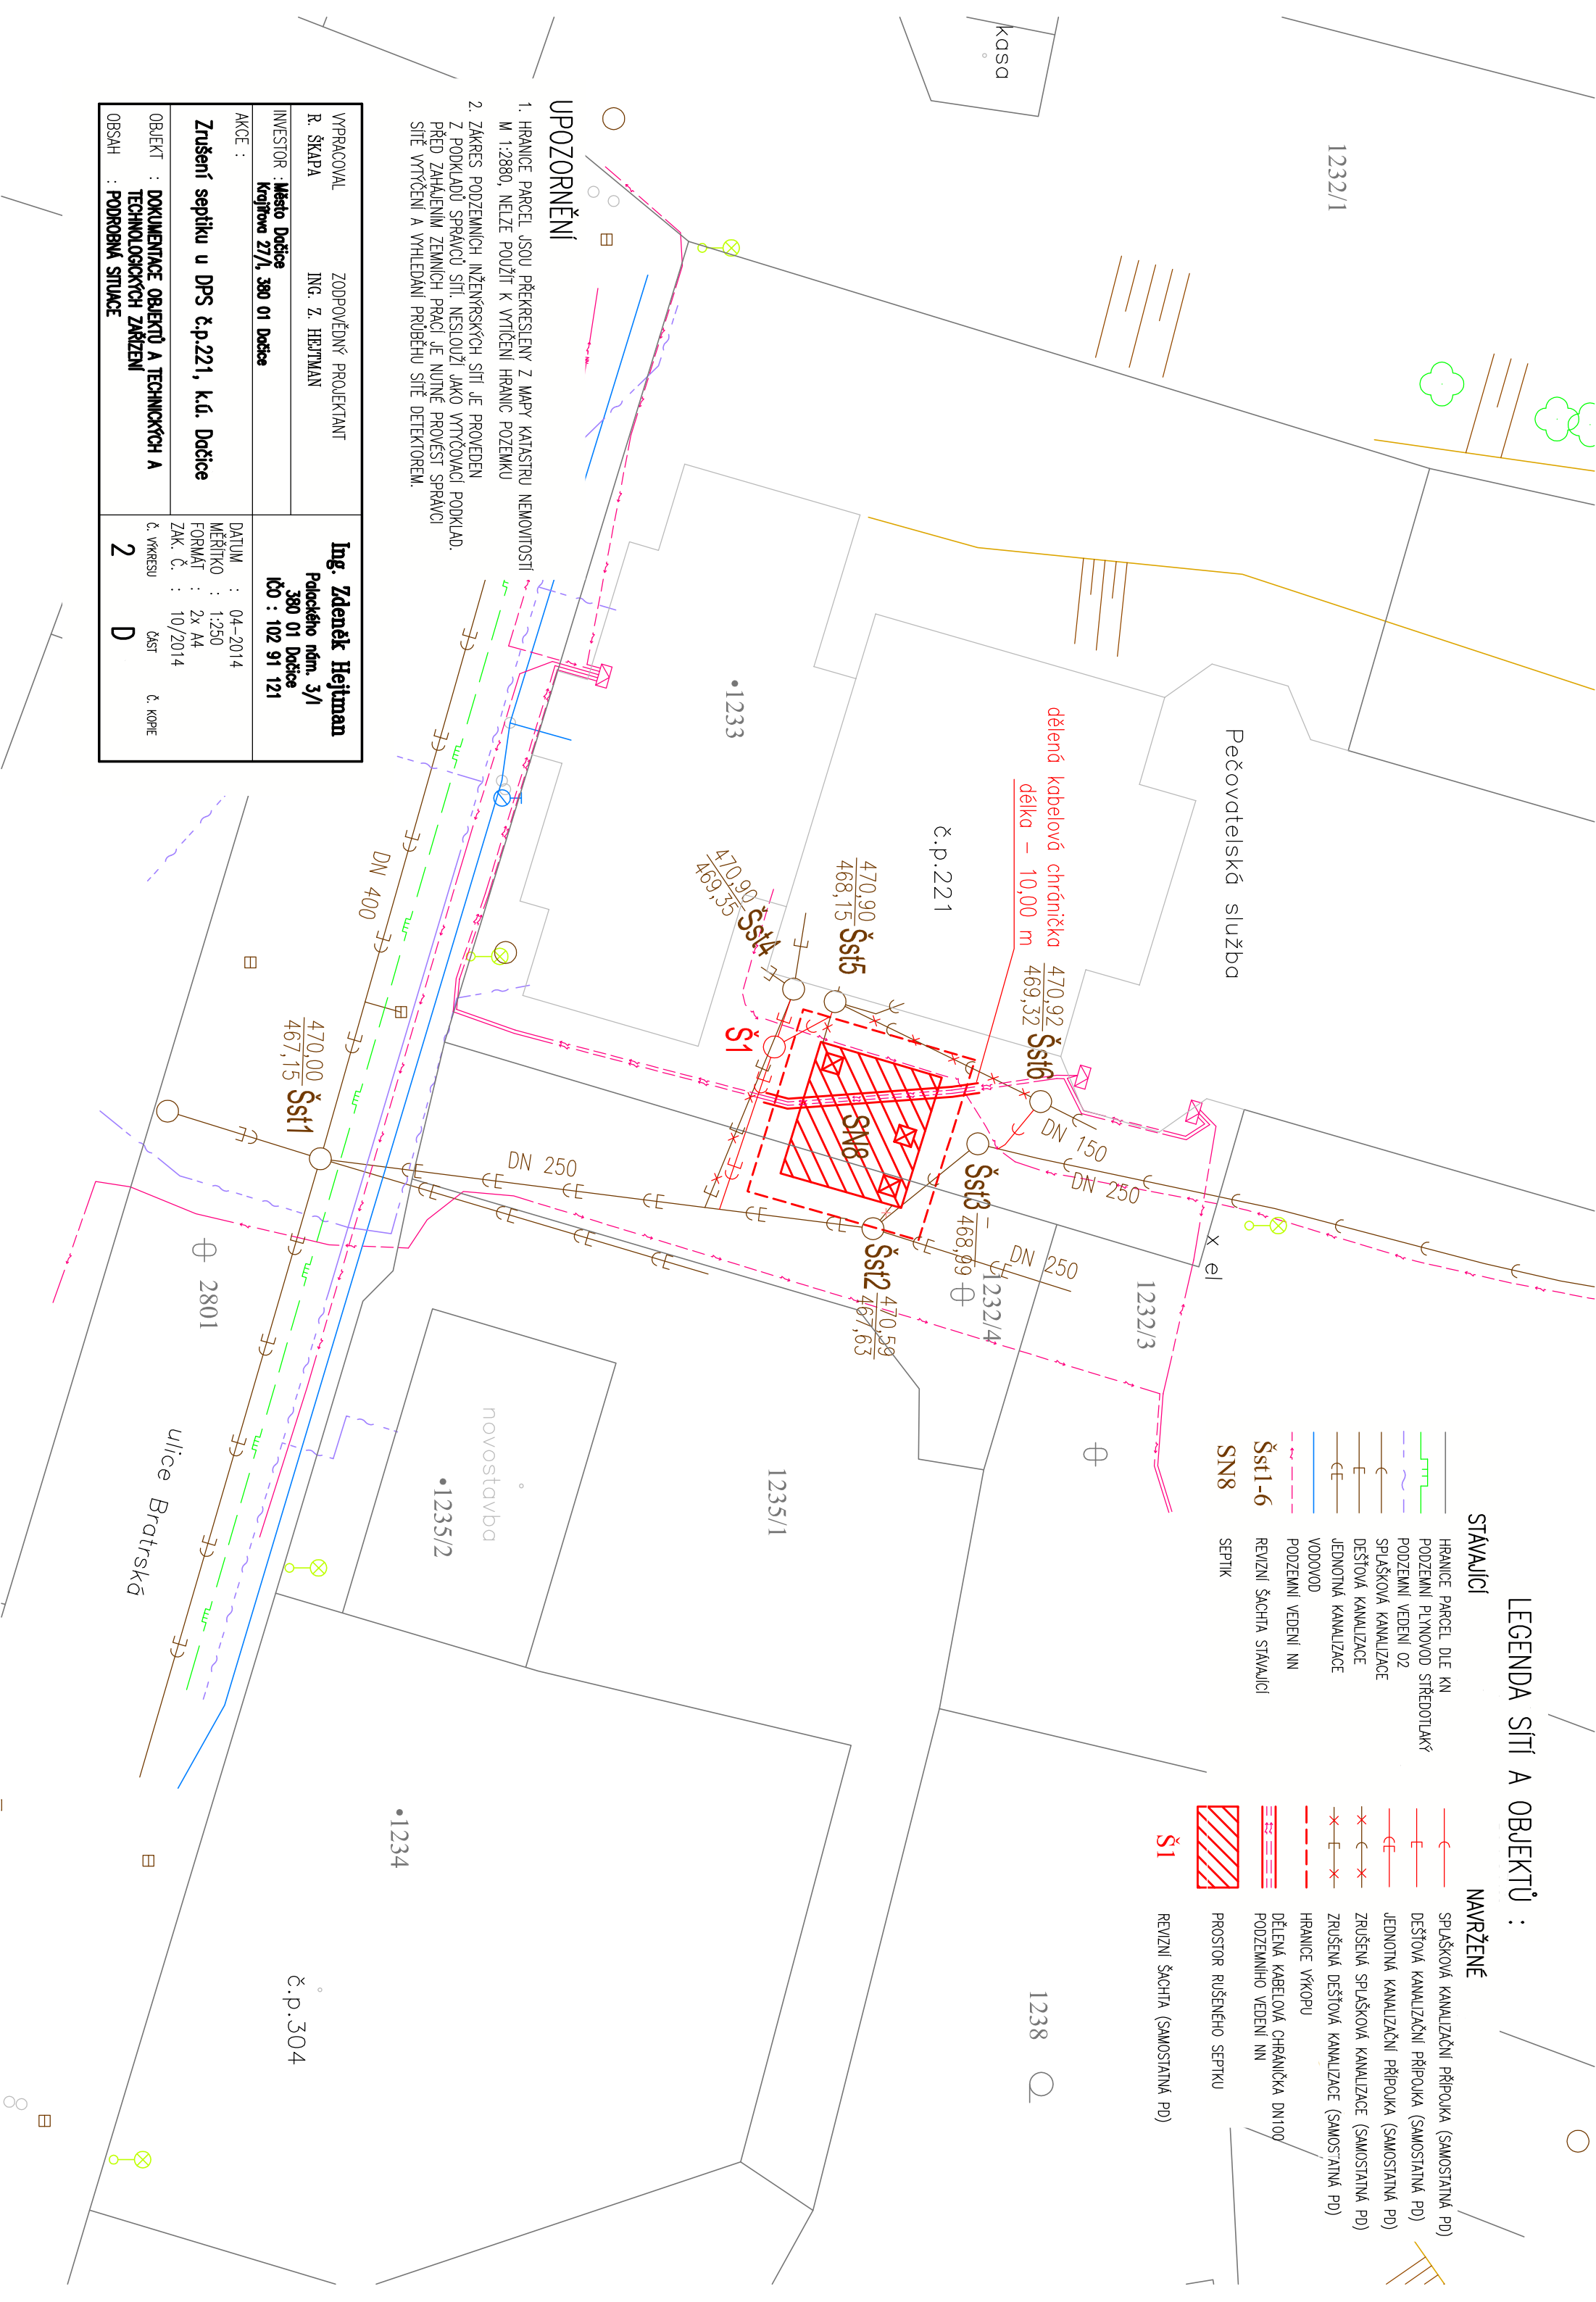 LEGENDA SÍTÍ A OBJEKTŮ :
STÁVAJÍCÍ
HRANICE PARCEL DLE KN
PODZEMNÍ PLYNOVOD STŘEDOTLAKÝ
PODZEMNÍ VEDENÍ O2
SPLAŠKOVÁ KANALIZACE
DEŠŤOVÁ KANALIZACE
JEDNOTNÁ KANALIZACE
VODOVOD
PODZEMNÍ VEDENÍ NN
Šst1-6 REVIZNÍ ŠACHTA STÁVAJÍCÍ
SN8 SEPTIK
NAVRŽENÉ
SPLAŠKOVÁ KANALIZAČNÍ PŘÍPOJKA (SAMOSTATNÁ PD)
DEŠŤOVÁ KANALIZAČNÍ PŘÍPOJKA (SAMOSTATNÁ PD)
JEDNOTNÁ KANALIZAČNÍ PŘÍPOJKA (SAMOSTATNÁ PD)
ZRUŠENÁ SPLAŠKOVÁ KANALIZACE (SAMOSTATNÁ PD)
ZRUŠENÁ DEŠŤOVÁ KANALIZACE (SAMOSTATNÁ PD)
HRANICE VÝKOPU
DĚLENÁ KABELOVÁ CHRÁNIČKA DN100
PODZEMNÍHO VEDENÍ NN
PROSTOR RUŠENÉHO SEPTKU
Š1 REVIZNÍ ŠACHTA (SAMOSTATNÁ PD)
kasa
1232/1
Pečovatelská služba
dělená kabelová chránička
délka – 10,00 m
č.p.221
1233
470,92
469,32
Šst6
470,90
468,15
Šst5
470,90
469,35
Šst4
Š1
SN8
DN 150
DN 250
Šst3
–
468,99
DN 250
Šst2
470,59
467,63
1232/4
1232/3
x el
DN 250
DN 400
470,00
467,15
Šst1
2801
ulice Bratrská
novostavba
1235/2
1235/1
1234
č.p.304
1238
UPOZORNĚNÍ
1. HRANICE PARCEL JSOU PŘEKRESLENY Z MAPY KATASTRU NEMOVITOSTÍ
M 1:2880, NELZE POUŽÍT K VYTÍČENÍ HRANIC POZEMKU
2. ZÁKRES PODZEMNÍCH INŽENÝRSKÝCH SÍTÍ JE PROVEDEN
Z PODKLADŮ SPRÁVCŮ SÍTÍ. NESLOUŽÍ JAKO VYTYČOVACÍ PODKLAD.
PŘED ZAHÁJENÍM ZEMNÍCH PRACÍ JE NUTNÉ PROVÉST SPRÁVCI
SÍTĚ VYTÝČENÍ A VYHLEDÁNÍ PRŮBĚHU SÍTĚ DETEKTOREM.
VYPRACOVAL ZODPOVĚDNÝ PROJEKTANT
R. ŠKAPA ING. Z. HEJTMAN
INVESTOR : Město Dačice
Krajířova 27/I, 380 01 Dačice
AKCE :
Zrušení septiku u DPS č.p.221, k.ú. Dačice
OBJEKT : DOKUMENTACE OBJEKTŮ A TECHNICKÝCH A
TECHNOLOGICKÝCH ZAŘÍZENÍ
OBSAH : PODROBNÁ SITUACE
Ing. Zdeněk Hejtman
Palackého nám. 3/I
380 01 Dačice
IČO : 102 91 121
DATUM : 04-2014
MĚŘÍTKO : 1:250
FORMÁT : 2x A4
ZAK. Č. : 10/2014
Č. VÝKRESU ČÁST Č. KOPIE
2 D